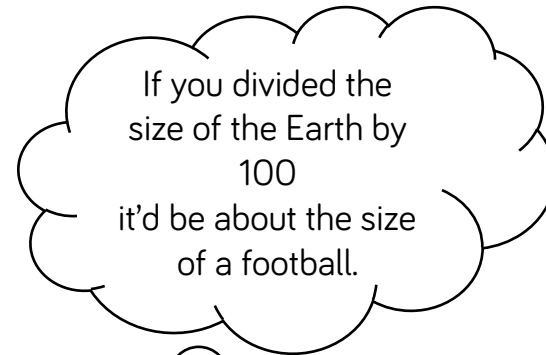 If you divided the
size of the Earth by
100
it'd be about the size
of a football.